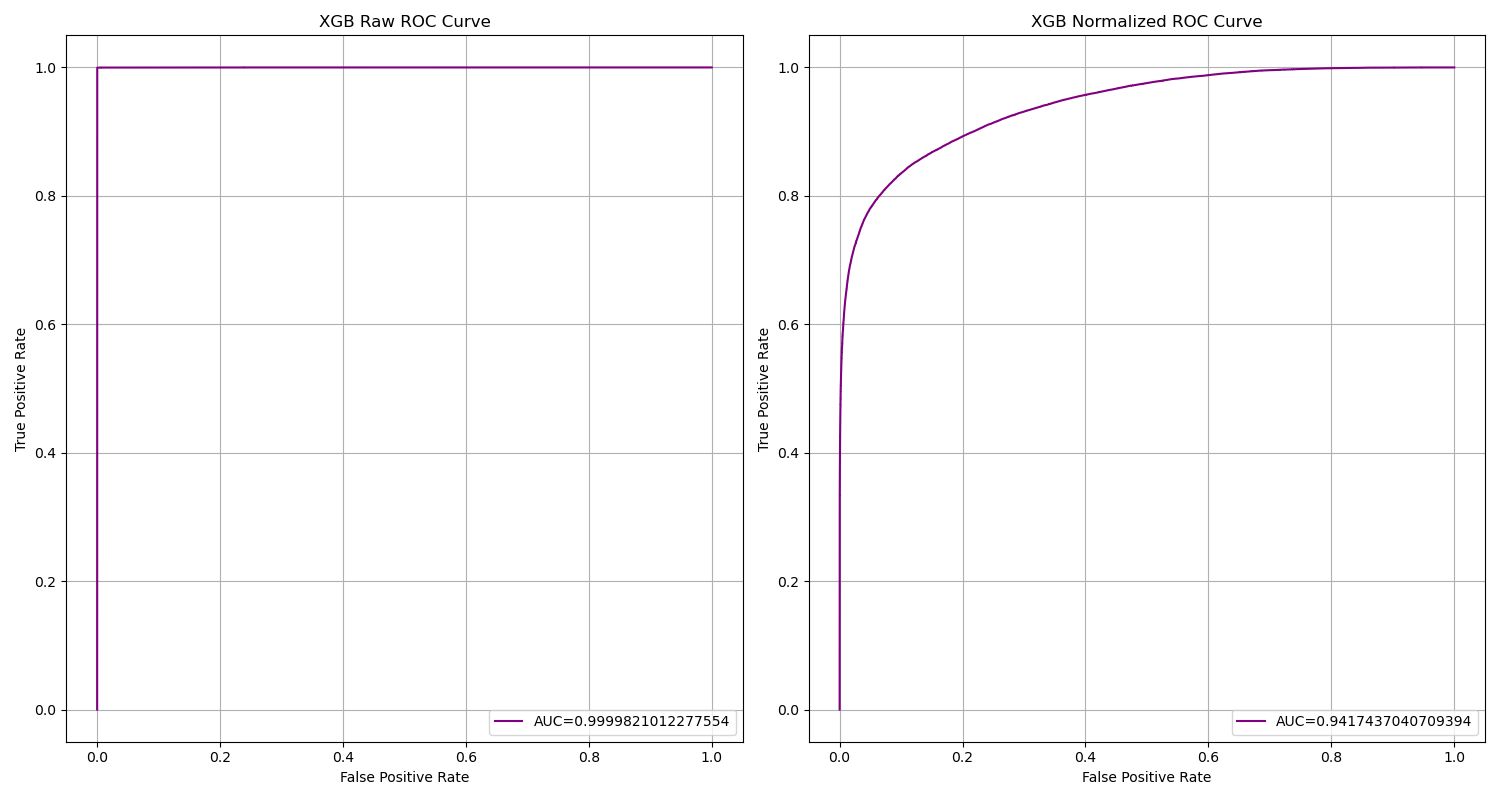 XGB Raw ROC Curve
1.0
0.8
0.6
0.4
0.2
0.0
True Positive Rate
0.0 0.2 0.4 0.6 0.8 1.0
False Positive Rate
AUC=0.9999821012277554
XGB Normalized ROC Curve
1.0
0.8
0.6
0.4
0.2
0.0
True Positive Rate
0.0 0.2 0.4 0.6 0.8 1.0
False Positive Rate
AUC=0.9417437040709394